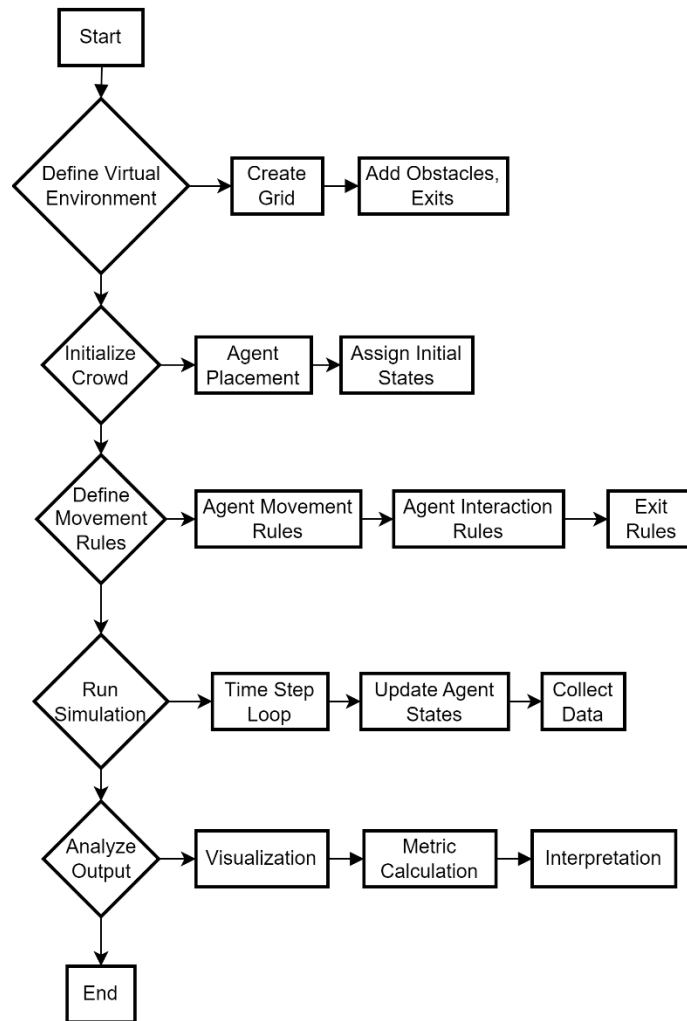 Start
Define Virtual
Environment
Create
Grid
Add Obstacles,
Exits
Initialize
Crowd
Agent
Placement
Assign Initial
States
Define
Movement
Rules
Agent Movement
Rules
Agent Interaction
Rules
Exit
Rules
Run
Simulation
Time Step
Loop
Update Agent
States
Collect
Data
Analyze
Output
Visualization
Metric
Calculation
Interpretation
End